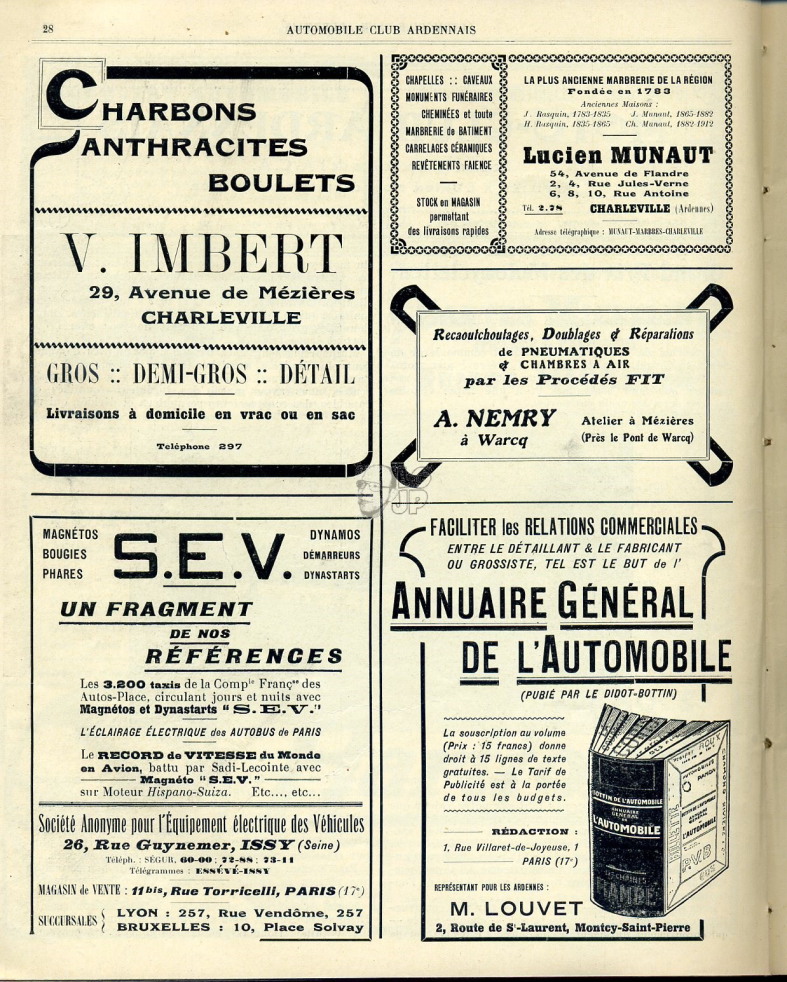 28
AUTOMOBILE CLUB ARDENNAIS
CHARBONS
ANTHRACITES
BOULETS
V. IMBERT
29, Avenue de Mézières
CHARLEVILLE
GROS :: DEMI-GROS :: DÉTAIL
Livraisons à domicile en vrac ou en sac
Téléphone 297
CHAPELLES :: CAVEAUX
MONUMENTS FUNÉRAIRES
CHEMINÉES et toute
MARBRERIE de BATIMENT
CARRELAGES CÉRAMIQUES
REVÊTEMENTS FAIENCE
STOCK en MAGASIN
permettant
des livraisons rapides
LA PLUS ANCIENNE MARBRERIE DE LA RÉGION
Fondée en 1783
Anciennes Maisons :
J. Rasquin, 1783-1835 J. Munaut, 1865-1882
H. Rasquin, 1835-1865 Ch. Munaut, 1882-1912
Lucien MUNAUT
54, Avenue de Flandre
2, 4, Rue Jules-Verne
6, 8, 10, Rue Antoine
Tél. 2.78 CHARLEVILLE (Ardennes)
Adresse télégraphique : MUNAUT-MARBRES-CHARLEVILLE
Recaoulchoutages, Doublages & Réparations
de PNEUMATIQUES
& CHAMBRES A AIR
par les Procédés FIT
A. NEMRY
à Warcq
Atelier à Mézières
(Près le Pont de Warcq)
MAGNÉTOS
BOUGIES
PHARES
S.E.V.
DYNAMOS
DÉMARREURS
DYNASTARTS
UN FRAGMENT
DE NOS
RÉFÉRENCES
Les 3.200 taxis de la Compie Françse des
Autos-Place, circulant jours et nuits avec
Magnétos et Dynastarts "S.E.V."
L'ÉCLAIRAGE ÉLECTRIQUE des AUTOBUS de PARIS
Le RECORD de VITESSE du Monde
en Avion, battu par Sadi-Lecointe avec
Magnéto "S.E.V."
sur Moteur Hispano-Suiza. Etc..., etc...
Société Anonyme pour l'Équipement électrique des Véhicules
26, Rue Guynemer, ISSY (Seine)
Téléph. : SÉGUR, 60-00 ; 72-88 ; 73-11
Télégrammes : ESSÉVÉ-ISSY
MAGASIN de VENTE : 11bis, Rue Torricelli, PARIS (17e)
SUCCURSALES { LYON : 257, Rue Vendôme, 257
BRUXELLES : 10, Place Solvay
FACILITER les RELATIONS COMMERCIALES
ENTRE LE DÉTAILLANT & LE FABRICANT
OU GROSSISTE, TEL EST LE BUT de l'
ANNUAIRE GÉNÉRAL
DE L'AUTOMOBILE
(PUBIÉ PAR LE DIDOT-BOTTIN)
La souscription au volume
(Prix : 15 francs) donne
droit à 15 lignes de texte
gratuites. — Le Tarif de
Publicité est à la portée
de tous les budgets.
RÉDACTION :
1, Rue Villaret-de-Joyeuse, 1
PARIS (17e)
BOTTIN DE L'AUTOMOBILE
ANNUAIRE
GÉNÉRAL
DE
L'AUTOMOBILE
REPRÉSENTANT POUR LES ARDENNES :
M. LOUVET
2, Route de St-Laurent, Montcy-Saint-Pierre